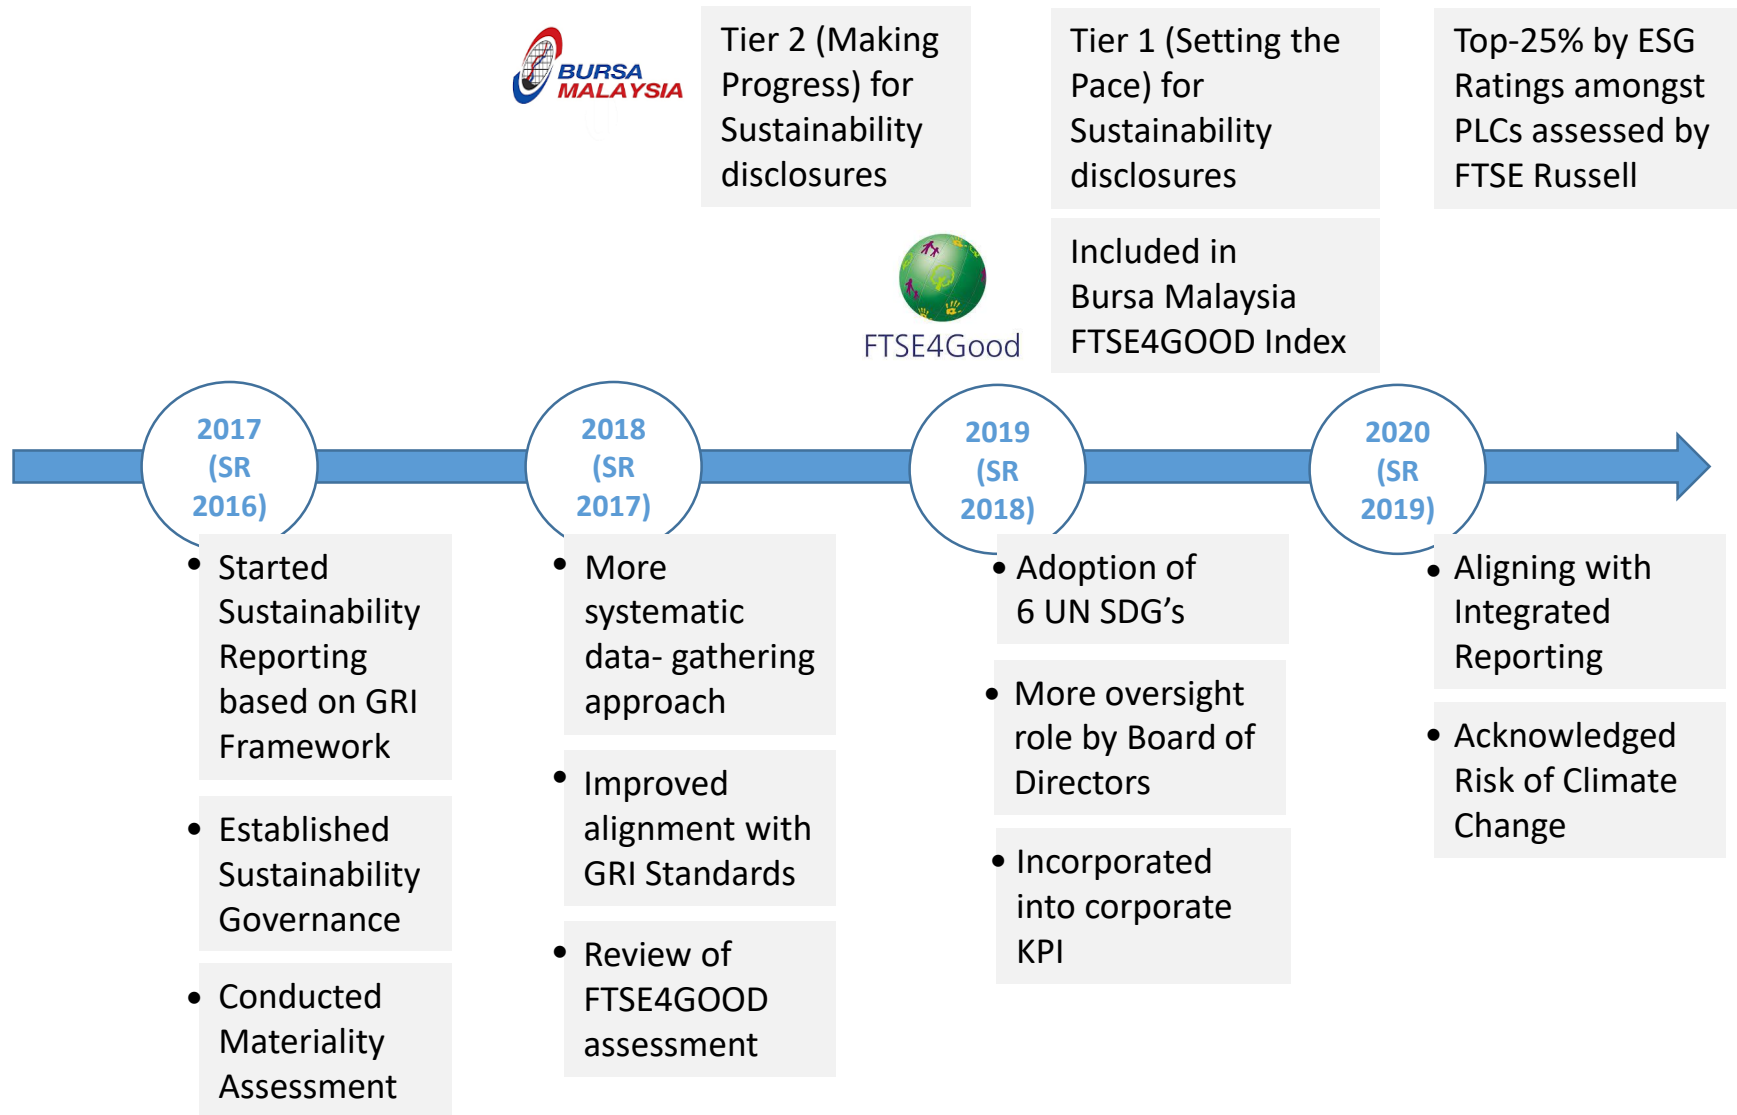 BURSA
MALAYSIA
Tier 2 (Making
Progress) for
Sustainability
disclosures
Tier 1 (Setting the
Pace) for
Sustainability
disclosures
Top-25% by ESG
Ratings amongst
PLCs assessed by
FTSE Russell
FTSE4Good
Included in
Bursa Malaysia
FTSE4GOOD Index
2017
(SR
2016)
2018
(SR
2017)
2019
(SR
2018)
2020
(SR
2019)
• Started
Sustainability
Reporting
based on GRI
Framework
• Established
Sustainability
Governance
• Conducted
Materiality
Assessment
• More
systematic
data- gathering
approach
• Improved
alignment with
GRI Standards
• Review of
FTSE4GOOD
assessment
• Adoption of
6 UN SDG’s
• More oversight
role by Board of
Directors
• Incorporated
into corporate
KPI
• Aligning with
Integrated
Reporting
• Acknowledged
Risk of Climate
Change